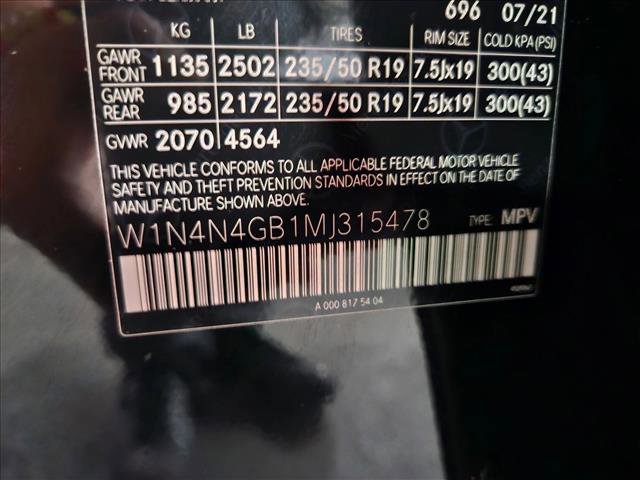 696 07/21
KG LB TIRES RIM SIZE COLD KPA(PSI)
GAWR FRONT 1135 2502 235/50 R19 7.5Jx19 300(43)
GAWR REAR 985 2172 235/50 R19 7.5Jx19 300(43)
GVWR 2070 4564
THIS VEHICLE CONFORMS TO ALL APPLICABLE FEDERAL MOTOR VEHICLE
SAFETY AND THEFT PREVENTION STANDARDS IN EFFECT ON THE DATE OF
MANUFACTURE SHOWN ABOVE.
W1N4N4GB1MJ315478 TYPE: MPV
A 000 817 54 04